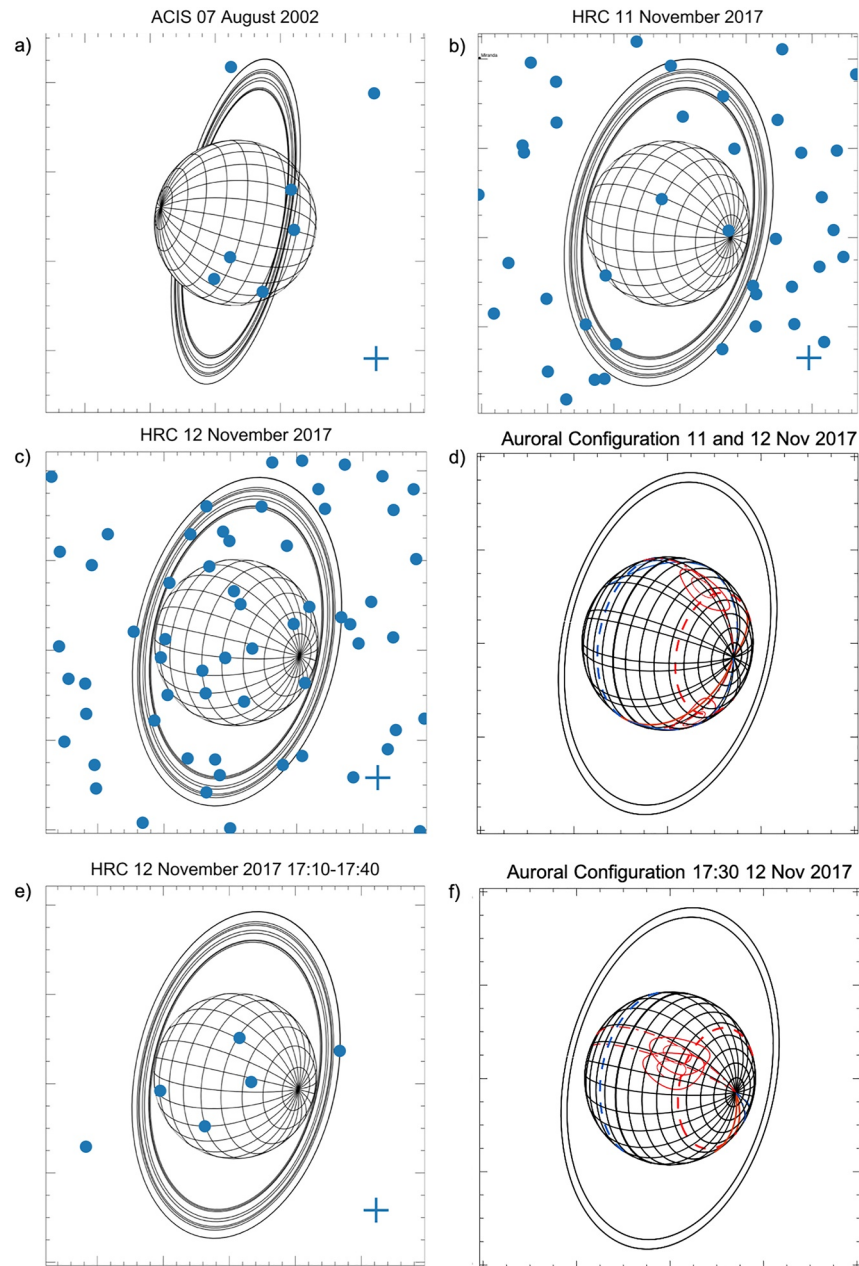 ACIS 07 August 2002
a)
HRC 11 November 2017
b)
Miranda
HRC 12 November 2017
c)
Auroral Configuration 11 and 12 Nov 2017
d)
HRC 12 November 2017 17:10-17:40
e)
Auroral Configuration 17:30 12 Nov 2017
f)